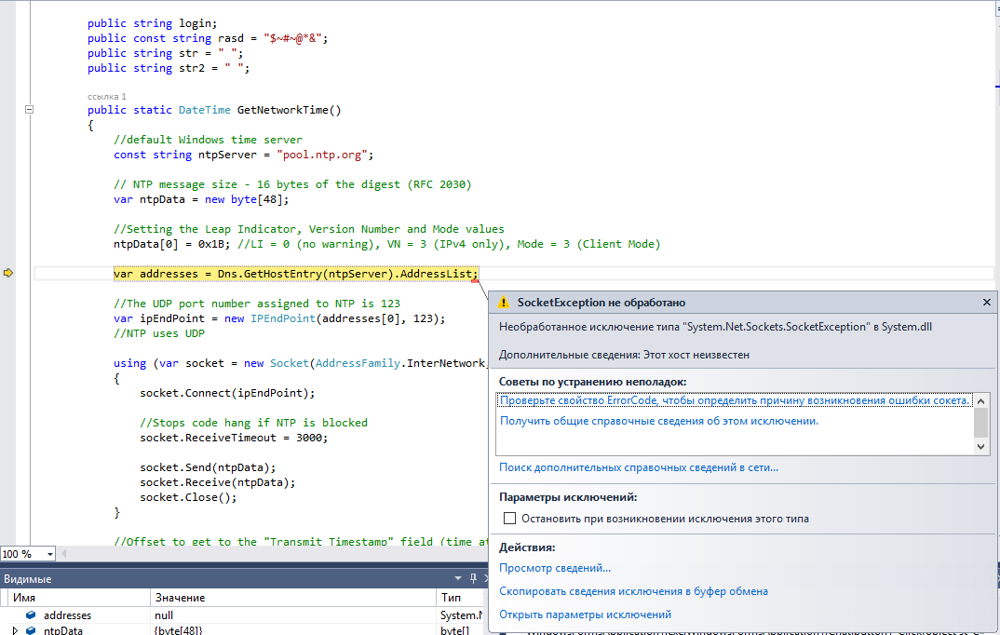 public string login;
public const string rasd = "$~#~@*&";
public string str = " ";
public string str2 = " ";
ссылка 1
public static DateTime GetNetworkTime()
{
//default Windows time server
const string ntpServer = "pool.ntp.org";
// NTP message size - 16 bytes of the digest (RFC 2030)
var ntpData = new byte[48];
//Setting the Leap Indicator, Version Number and Mode values
ntpData[0] = 0x1B; //LI = 0 (no warning), VN = 3 (IPv4 only), Mode = 3 (Client Mode)
var addresses = Dns.GetHostEntry(ntpServer).AddressList;
//The UDP port number assigned to NTP is 123
var ipEndPoint = new IPEndPoint(addresses[0], 123);
//NTP uses UDP
using (var socket = new Socket(AddressFamily.InterNetwork,
{
socket.Connect(ipEndPoint);
//Stops code hang if NTP is blocked
socket.ReceiveTimeout = 3000;
socket.Send(ntpData);
socket.Receive(ntpData);
socket.Close();
}
//Offset to get to the "Transmit Timestamp" field (time at
SocketException не обработано
Необработанное исключение типа "System.Net.Sockets.SocketException" в System.dll
Дополнительные сведения: Этот хост неизвестен
Советы по устранению неполадок:
Проверьте свойство ErrorCode, чтобы определить причину возникновения ошибки сокета.
Получить общие справочные сведения об этом исключении.
Поиск дополнительных справочных сведений в сети...
Параметры исключений:
Остановить при возникновении исключения этого типа
Действия:
Просмотр сведений...
Скопировать сведения исключения в буфер обмена
Открыть параметры исключений
100 %
Видимые
Имя Значение Тип
addresses null System.N
ntpData {byte[48]} byte[]